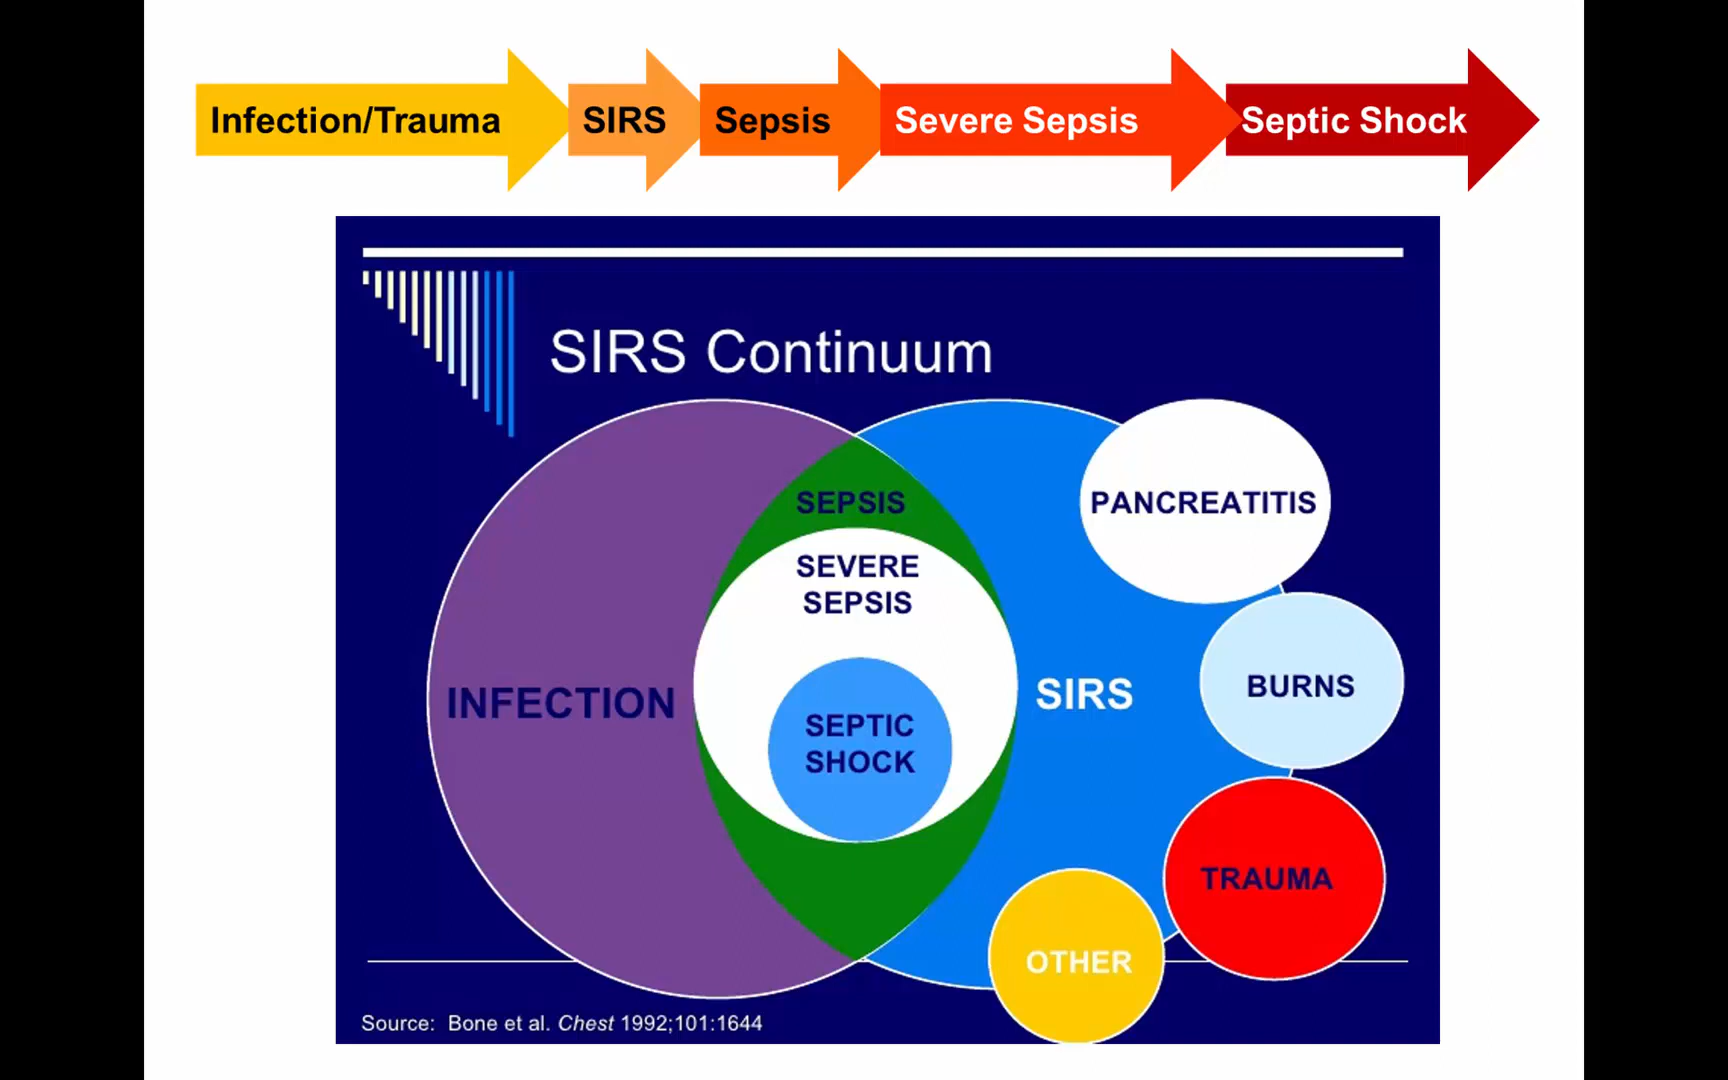 Infection/Trauma
SIRS
Sepsis
Severe Sepsis
Septic Shock
SIRS Continuum
SEPSIS
SEVERE
SEPSIS
SEPTIC
SHOCK
INFECTION
SIRS
PANCREATITIS
BURNS
TRAUMA
OTHER
Source: Bone et al. Chest 1992;101:1644